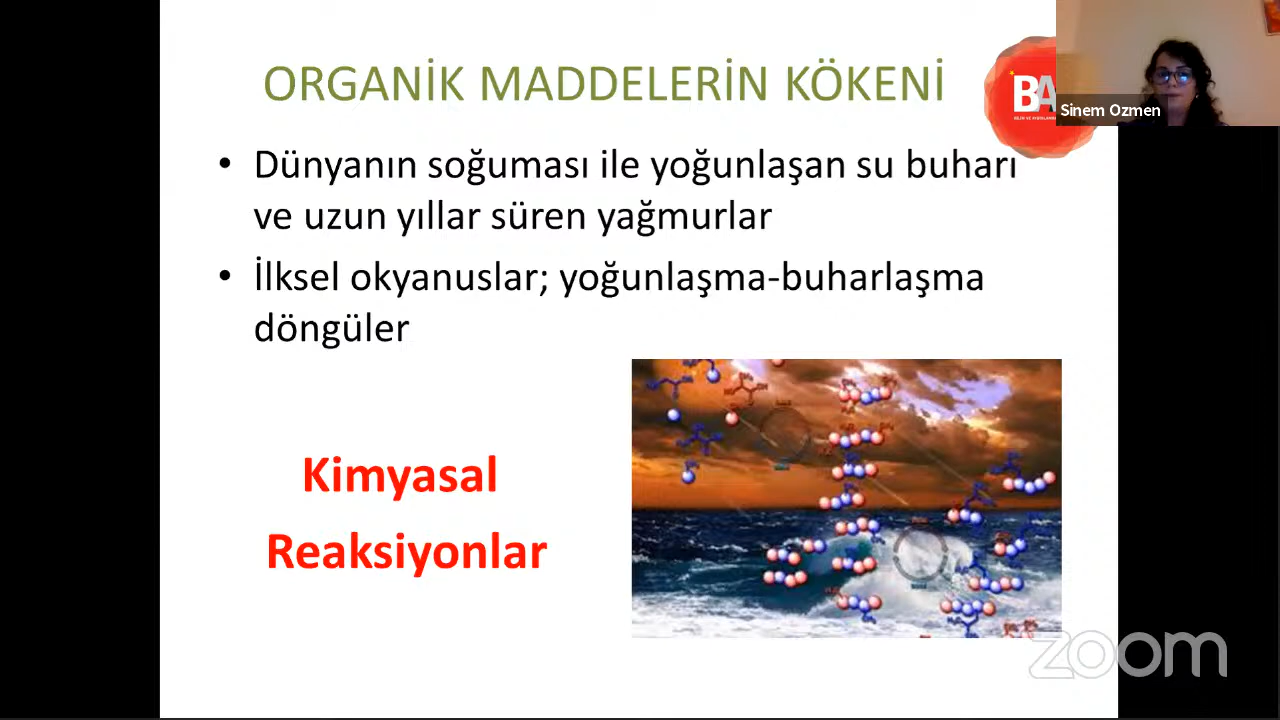 ORGANİK MADDELERİN KÖKENİ
BA
Sinem Ozmen
• Dünyanın soğuması ile yoğunlaşan su buharı
ve uzun yıllar süren yağmurlar
• İlksel okyanuslar; yoğunlaşma-buharlaşma
döngüler
Kimyasal
Reaksiyonlar
zoom